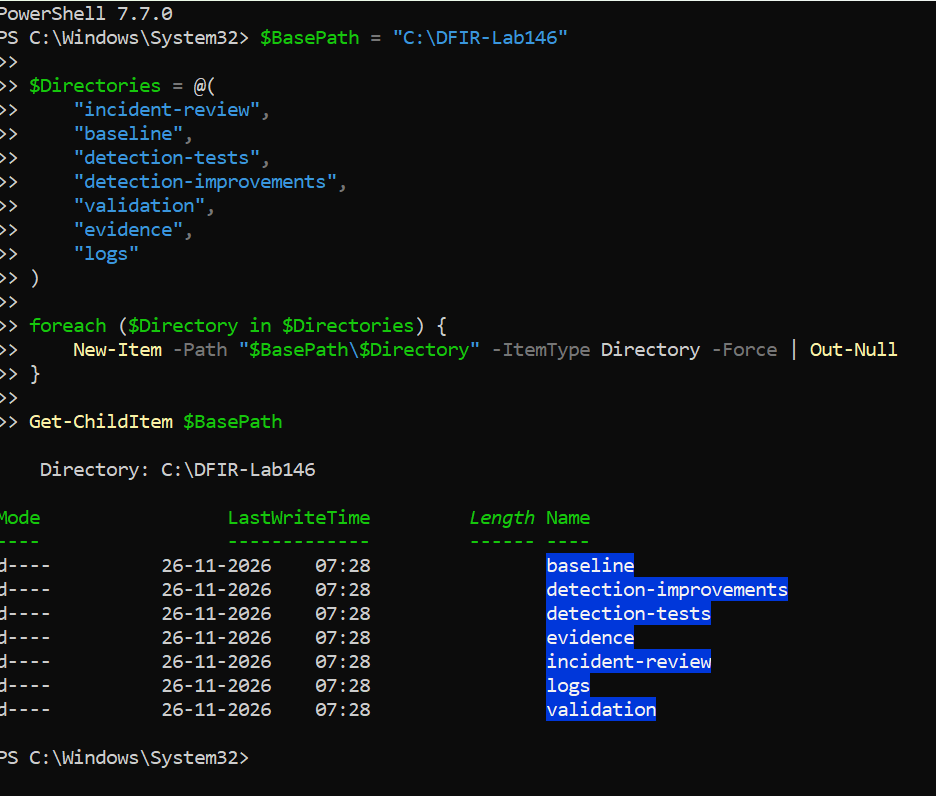 PowerShell 7.7.0
PS C:\Windows\System32> $BasePath = "C:\DFIR-Lab146"
>>
>> $Directories = @(
>>     "incident-review",
>>     "baseline",
>>     "detection-tests",
>>     "detection-improvements",
>>     "validation",
>>     "evidence",
>>     "logs"
>> )
>>
>> foreach ($Directory in $Directories) {
>>     New-Item -Path "$BasePath\$Directory" -ItemType Directory -Force | Out-Null
>> }
>>
>> Get-ChildItem $BasePath

    Directory: C:\DFIR-Lab146

Mode                 LastWriteTime         Length Name
----                 -------------         ------ ----
d----          26-11-2026    07:28                baseline
d----          26-11-2026    07:28                detection-improvements
d----          26-11-2026    07:28                detection-tests
d----          26-11-2026    07:28                evidence
d----          26-11-2026    07:28                incident-review
d----          26-11-2026    07:28                logs
d----          26-11-2026    07:28                validation

PS C:\Windows\System32>